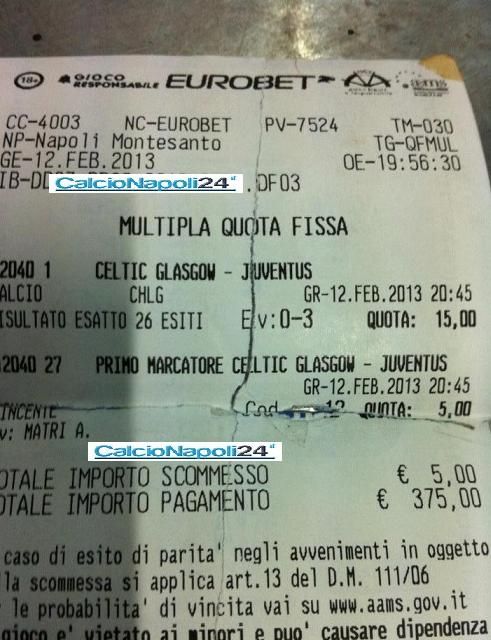 18+ GIOCO RESPONSABILE EUROBET aams
CC-4003 NC-EUROBET PV-7524 TM-030
NP-Napoli Montesanto TG-QFMUL
GE-12.FEB.2013 OE-19:56:30
IB- CalcioNapoli24.it .DF03
MULTIPLA QUOTA FISSA
2040 1 CELTIC GLASGOW - JUVENTUS
ALCIO CHLG GR-12.FEB.2013 20:45
ISULTATO ESATTO 26 ESITI Ev:0-3 QUOTA: 15,00
2040 27 PRIMO MARCATORE CELTIC GLASGOW - JUVENTUS
GR-12.FEB.2013 20:45
INCENTE 12 QUOTA: 5,00
v: MATRI A.
CalcioNapoli24.it
OTALE IMPORTO SCOMMESSO € 5,00
OTALE IMPORTO PAGAMENTO € 375,00
caso di esito di parita' negli avvenimenti in oggetto
lla scommessa si applica art.13 del D.M. 111/06
le probabilita' di vincita vai su www.aams.gov.it
gioco e' vietato ai minori e puo' causare dipendenza